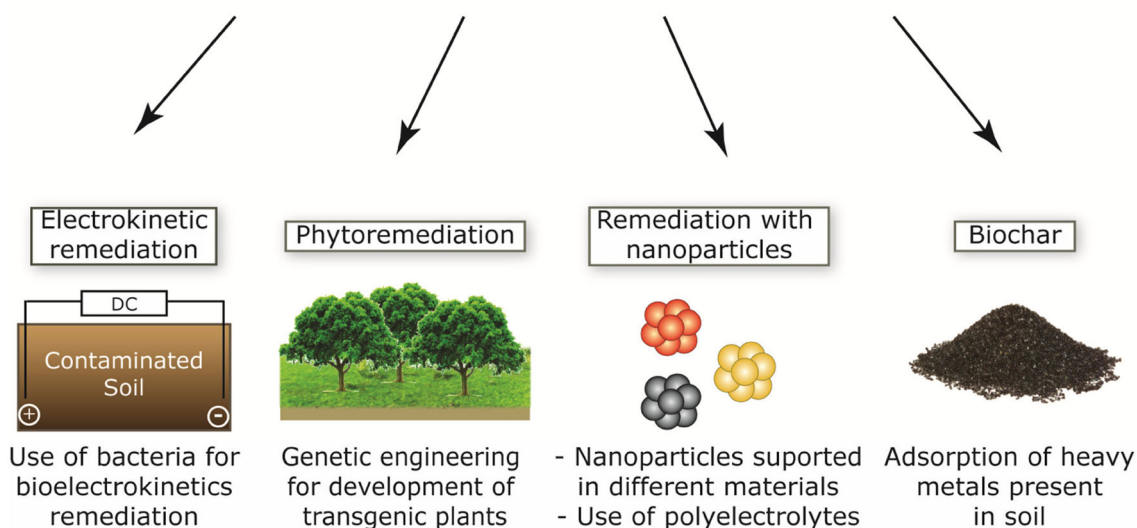 Electrokinetic
remediation
Phytoremediation
Remediation with
nanoparticles
Biochar
DC
Contaminated
Soil
+
-
Use of bacteria for
bioelectrokinetics
remediation
Genetic engineering
for development of
transgenic plants
- Nanoparticles suported
in different materials
- Use of polyelectrolytes
Adsorption of heavy
metals present
in soil